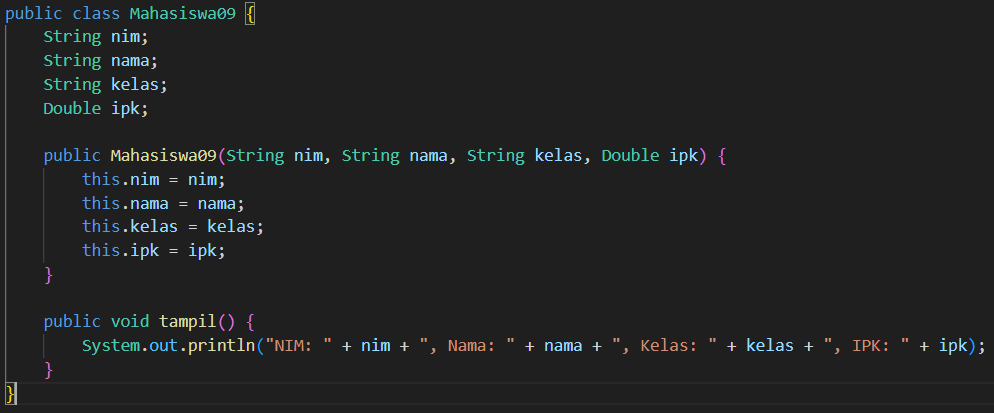 public class Mahasiswa09 {
    String nim;
    String nama;
    String kelas;
    Double ipk;

    public Mahasiswa09(String nim, String nama, String kelas, Double ipk) {
        this.nim = nim;
        this.nama = nama;
        this.kelas = kelas;
        this.ipk = ipk;
    }

    public void tampil() {
        System.out.println("NIM: " + nim + ", Nama: " + nama + ", Kelas: " + kelas + ", IPK: " + ipk);
    }
}